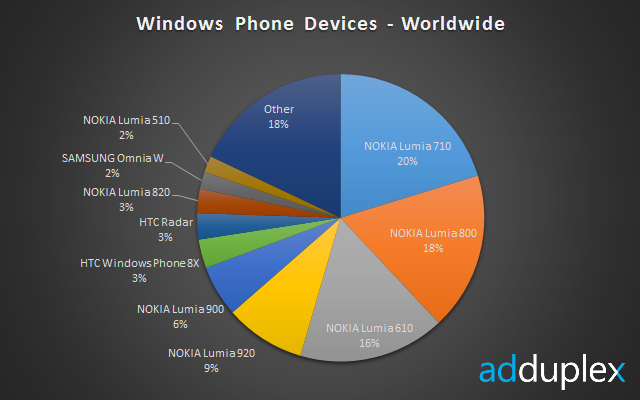 Windows Phone Devices - Worldwide
Other
18%
NOKIA Lumia 710
20%
NOKIA Lumia 800
18%
NOKIA Lumia 610
16%
NOKIA Lumia 920
9%
NOKIA Lumia 900
6%
HTC Windows Phone 8X
3%
HTC Radar
3%
NOKIA Lumia 820
3%
SAMSUNG Omnia W
2%
NOKIA Lumia 510
2%
adduplex